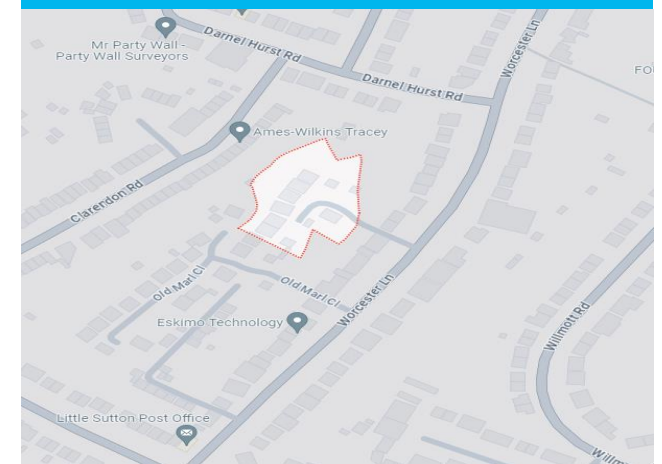 Mr Party Wall -
Party Wall Surveyors
Darnel Hurst Rd
Darnel Hurst Rd
Worcester Ln
FOU
Ames-Wilkins Tracey
Clarendon Rd
Old Marl Cl
Old Marl Cl
Worcester Ln
Eskimo Technology
Willmott Rd
Little Sutton Post Office
Willm